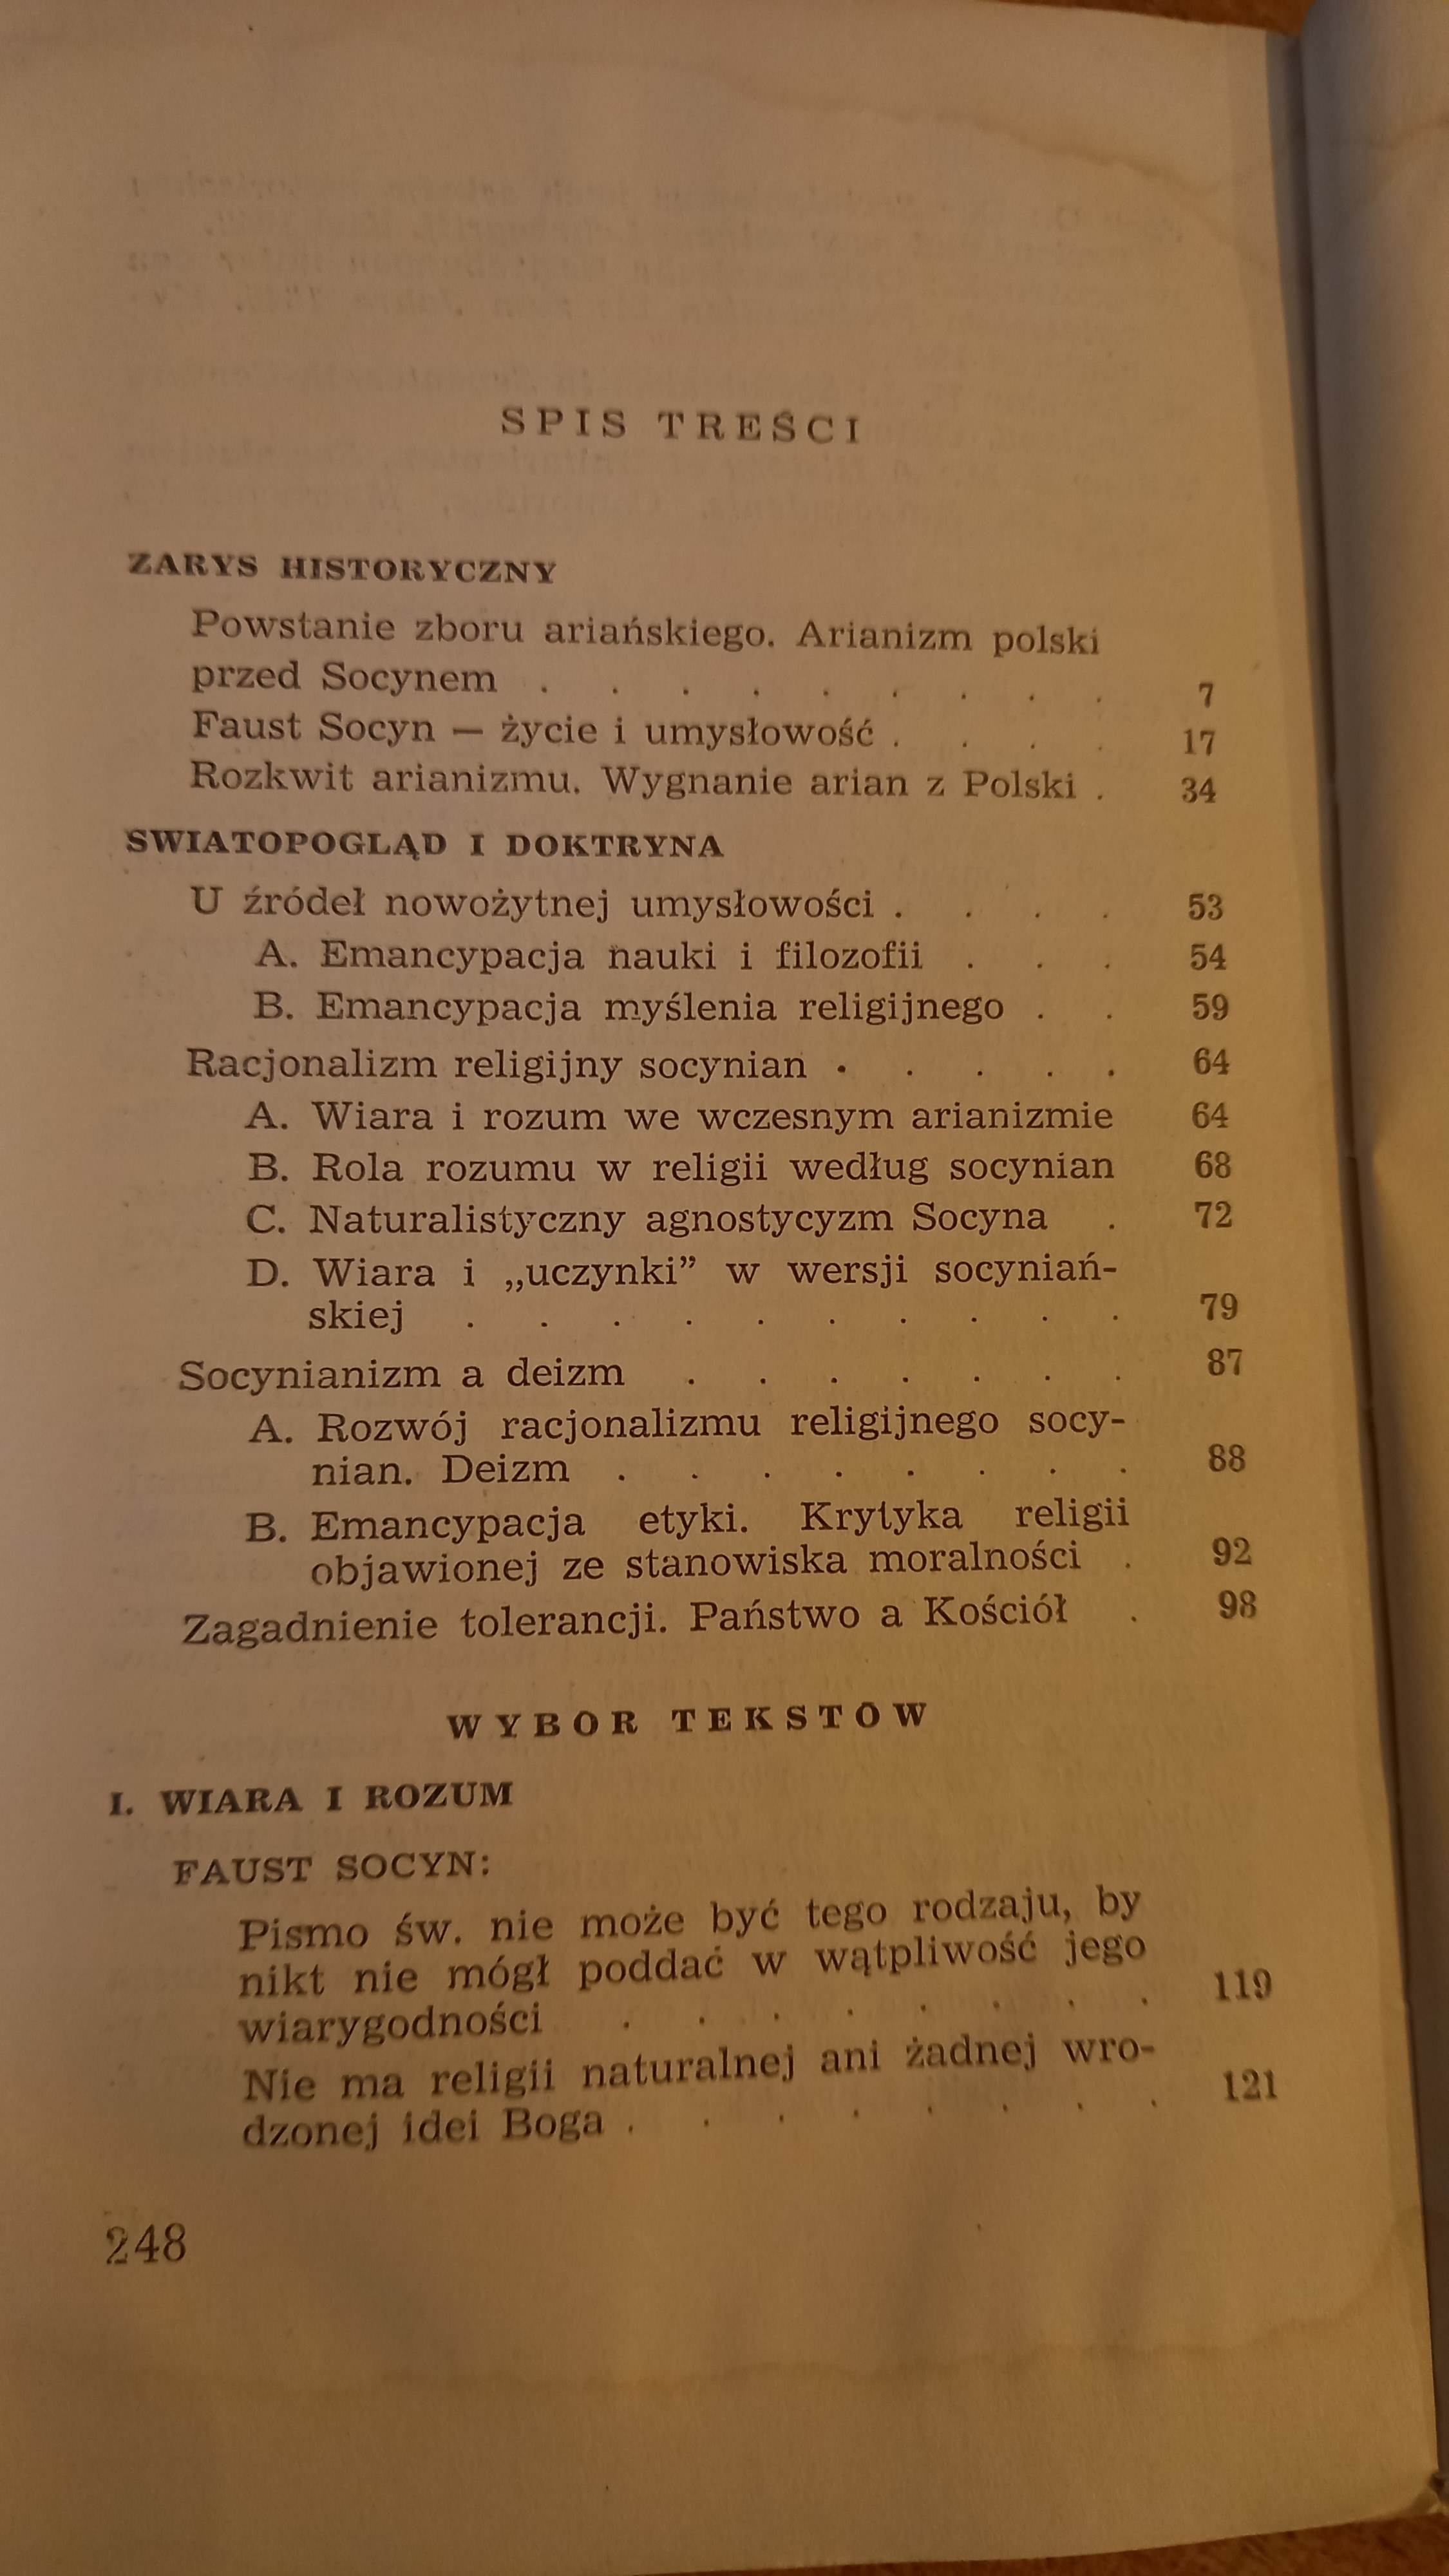 SPIS TREŚCI
ZARYS HISTORYCZNY
Powstanie zboru ariańskiego. Arianizm polski
przed Socynem . . . . . . . . . 7
Faust Socyn — życie i umysłowość . . . . 17
Rozkwit arianizmu. Wygnanie arian z Polski . 34
SWIATOPOGLĄD I DOKTRYNA
U źródeł nowożytnej umysłowości . . . . 53
A. Emancypacja nauki i filozofii . . . 54
B. Emancypacja myślenia religijnego . . 59
Racjonalizm religijny socynian . . . . . 64
A. Wiara i rozum we wczesnym arianizmie 64
B. Rola rozumu w religii według socynian 68
C. Naturalistyczny agnostycyzm Socyna . 72
D. Wiara i „uczynki” w wersji socyniań-
skiej . . . . . . . . . . 79
Socynianizm a deizm . . . . . . . 87
A. Rozwój racjonalizmu religijnego socy-
nian. Deizm . . . . . . . . 88
B. Emancypacja etyki. Krytyka religii
objawionej ze stanowiska moralności . 92
Zagadnienie tolerancji. Państwo a Kościół . 98
WYBOR TEKSTÓW
I. WIARA I ROZUM
FAUST SOCYN:
Pismo św. nie może być tego rodzaju, by
nikt nie mógł poddać w wątpliwość jego
wiarygodności . . . . . . . . 119
Nie ma religii naturalnej ani żadnej wro-
dzonej idei Boga . . . . . . . . 121
248